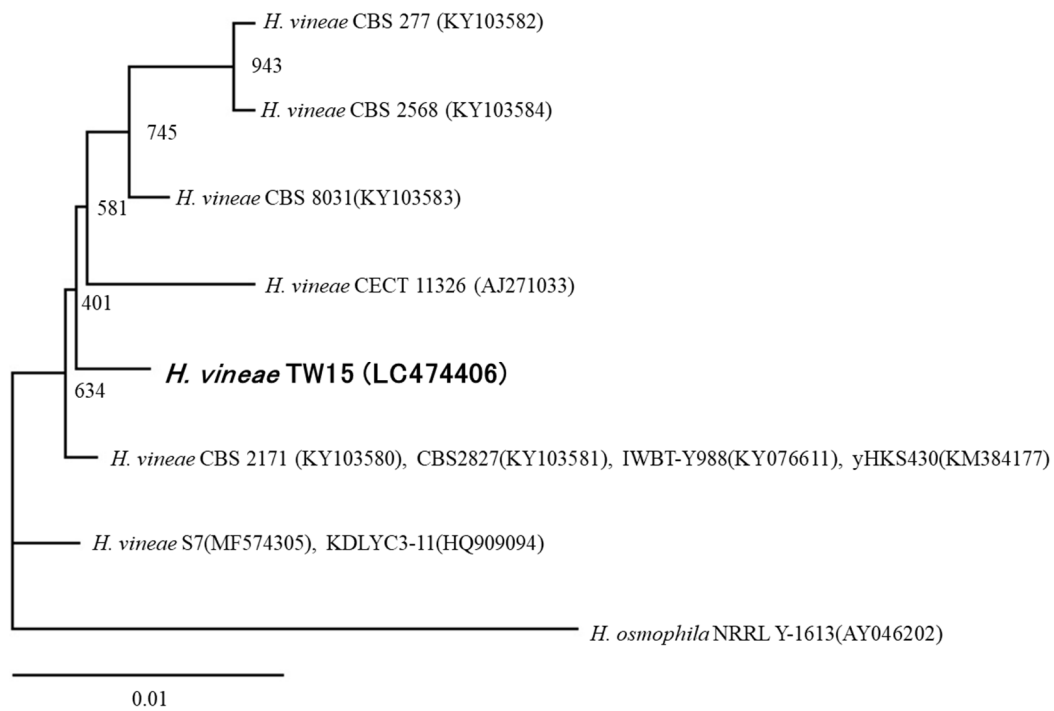 H. vineae CBS 277 (KY103582)
943
H. vineae CBS 2568 (KY103584)
745
H. vineae CBS 8031(KY103583)
581
H. vineae CECT 11326 (AJ271033)
401
H. vineae TW15 (LC474406)
634
H. vineae CBS 2171 (KY103580), CBS2827(KY103581), IWBT-Y988(KY076611), yHKS430(KM384177)
H. vineae S7(MF574305), KDLYC3-11(HQ909094)
H. osmophila NRRL Y-1613(AY046202)
0.01